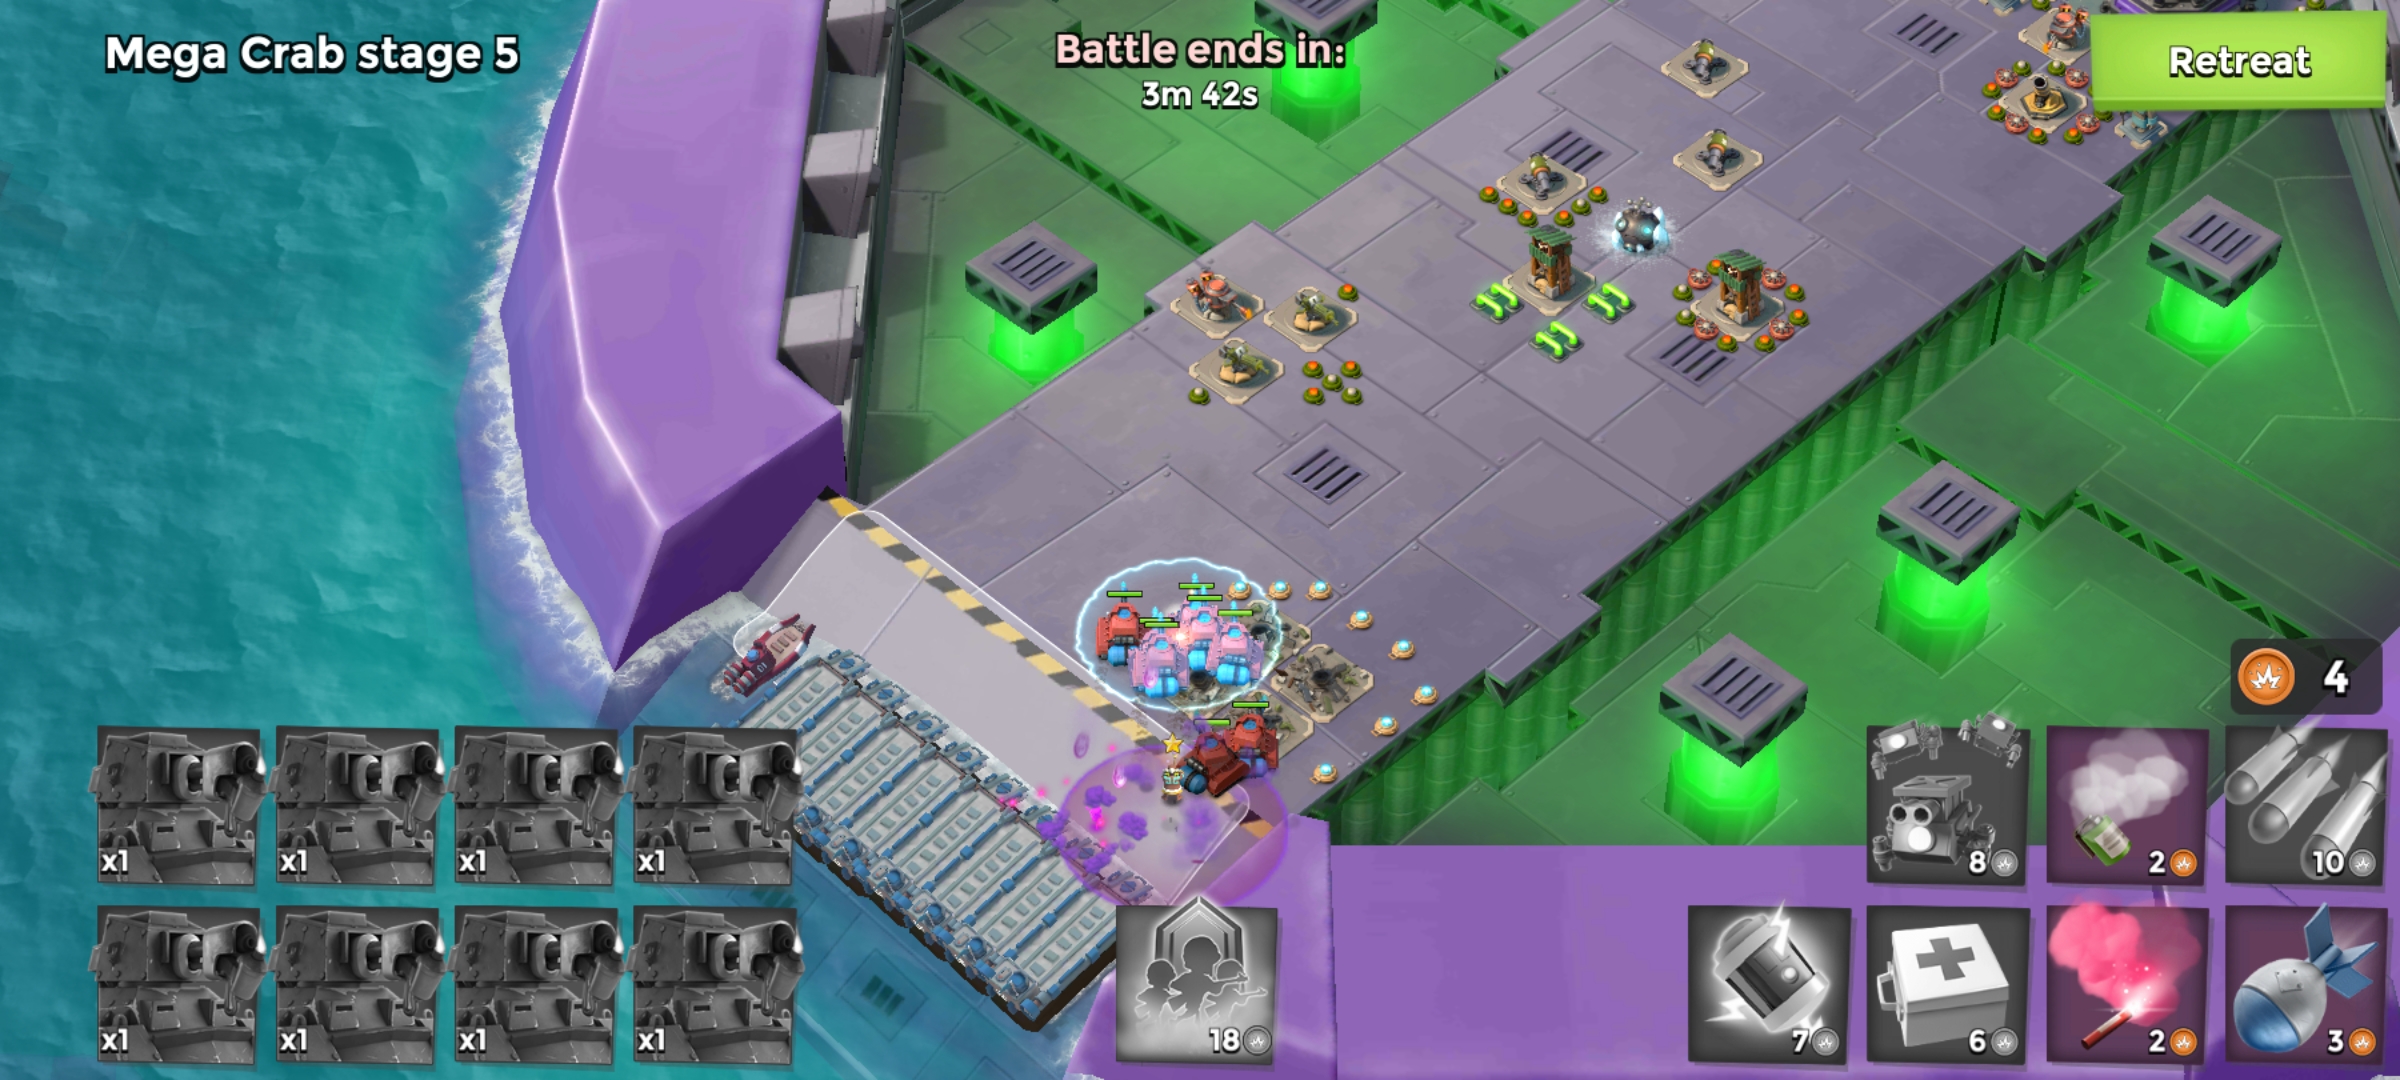 Mega Crab stage 5
Battle ends in:
3m 42s
Retreat
4
x1
x1
x1
x1
8
2
10
x1
x1
x1
x1
18
7
6
2
3